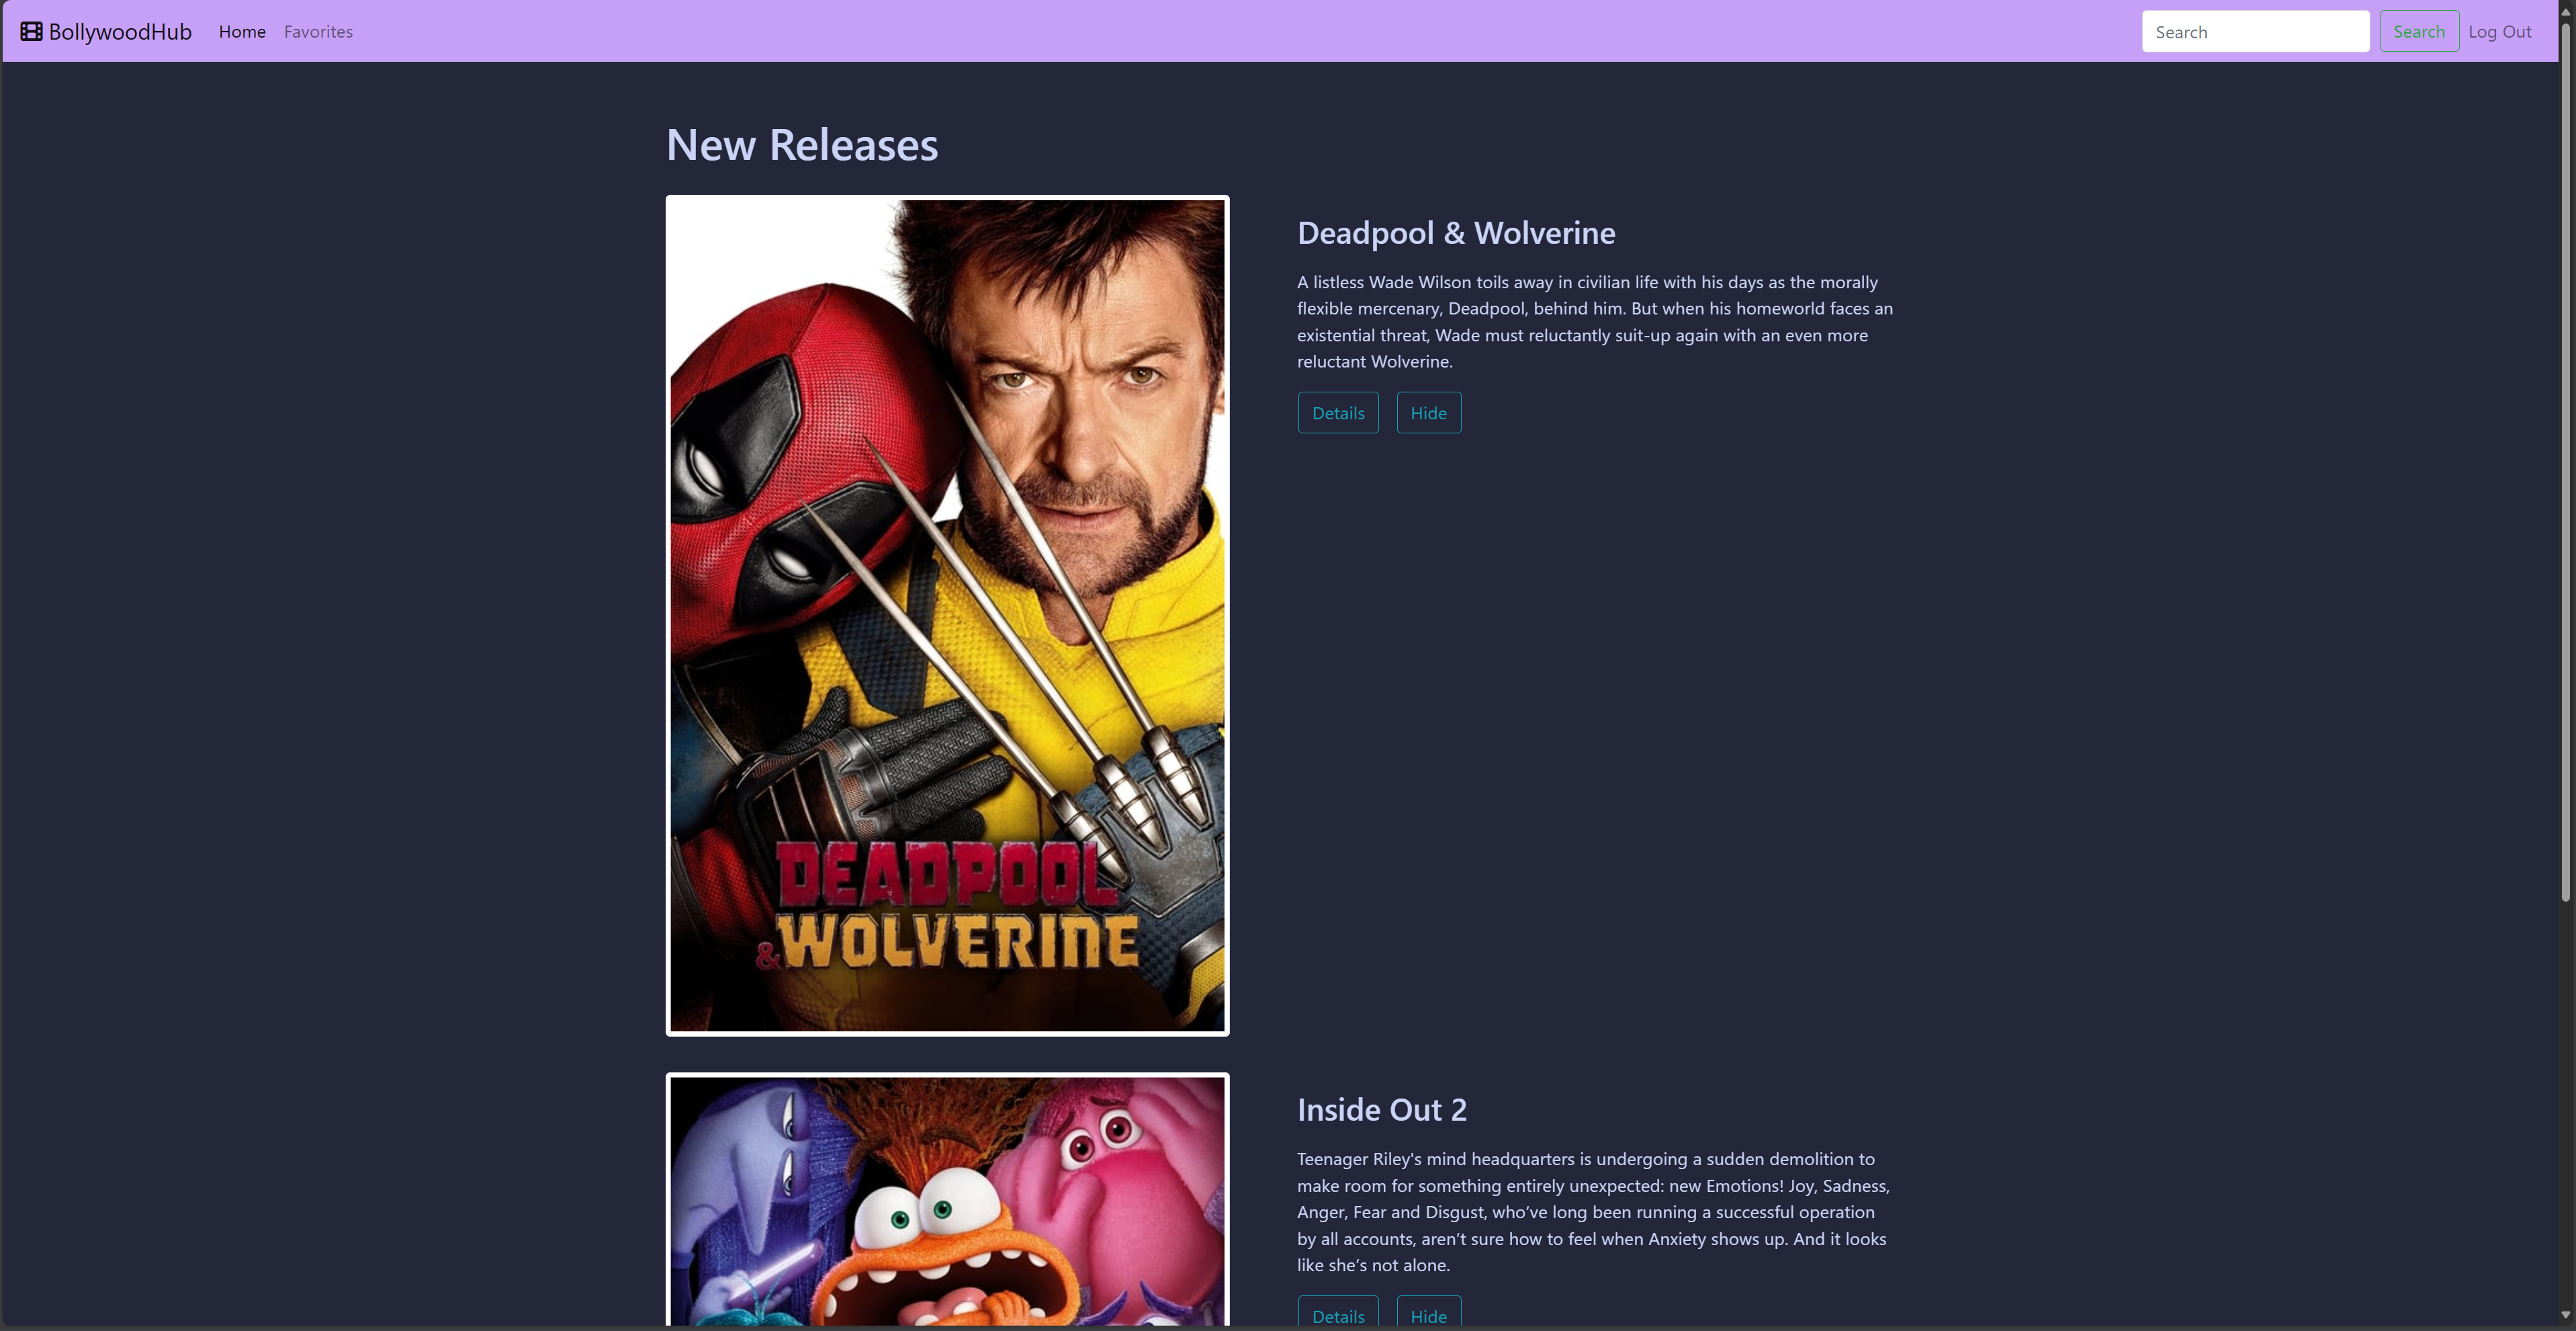 BollywoodHub Home Favorites Search Search Log Out
New Releases
DEADPOOL
&WOLVERINE
Deadpool & Wolverine
A listless Wade Wilson toils away in civilian life with his days as the morally
flexible mercenary, Deadpool, behind him. But when his homeworld faces an
existential threat, Wade must reluctantly suit-up again with an even more
reluctant Wolverine.
Details Hide
Inside Out 2
Teenager Riley's mind headquarters is undergoing a sudden demolition to
make room for something entirely unexpected: new Emotions! Joy, Sadness,
Anger, Fear and Disgust, who’ve long been running a successful operation
by all accounts, aren’t sure how to feel when Anxiety shows up. And it looks
like she’s not alone.
Details Hide